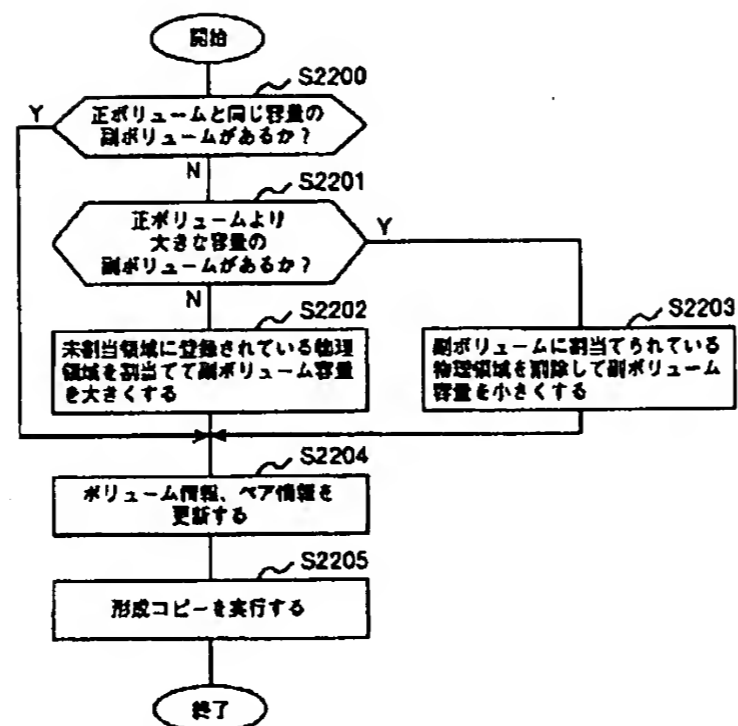 開始
S2200
Y
正ボリュームと同じ容量の
副ボリュームがあるか？
N
S2201
正ボリュームより
大きな容量の
副ボリュームがあるか？
Y
N
S2202
未割当領域に登録されている物理
領域を割当てて副ボリューム容量
を大きくする
S2203
副ボリュームに割当てられている
物理領域を削除して副ボリューム
容量を小さくする
S2204
ボリューム情報、ペア情報を
更新する
S2205
形成コピーを実行する
終了